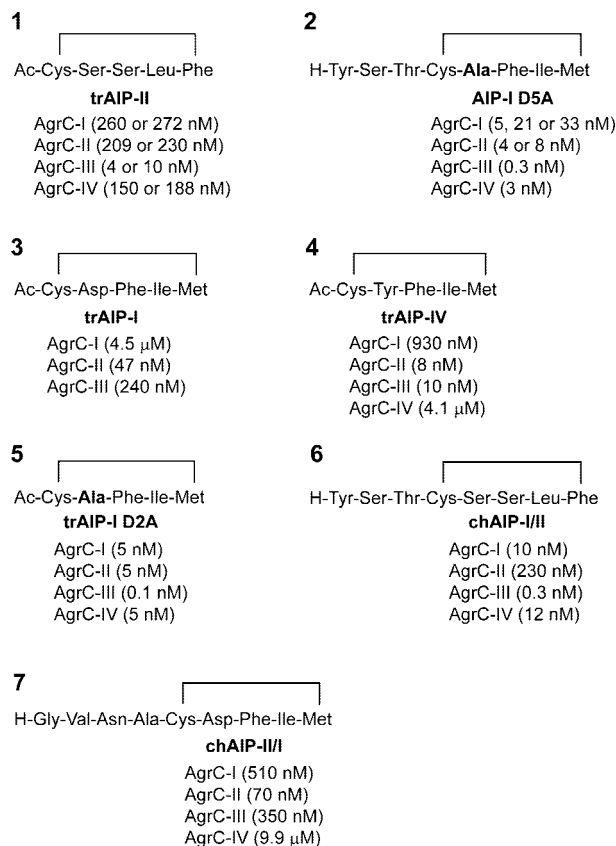 1
Ac-Cys-Ser-Ser-Leu-Phe
trAIP-II
AgrC-I (260 or 272 nM)
AgrC-II (209 or 230 nM)
AgrC-III (4 or 10 nM)
AgrC-IV (150 or 188 nM)
2
H-Tyr-Ser-Thr-Cys-Ala-Phe-Ile-Met
AIP-I D5A
AgrC-I (5, 21 or 33 nM)
AgrC-II (4 or 8 nM)
AgrC-III (0.3 nM)
AgrC-IV (3 nM)
3
Ac-Cys-Asp-Phe-Ile-Met
trAIP-I
AgrC-I (4.5 μM)
AgrC-II (47 nM)
AgrC-III (240 nM)
4
Ac-Cys-Tyr-Phe-Ile-Met
trAIP-IV
AgrC-I (930 nM)
AgrC-II (8 nM)
AgrC-III (10 nM)
AgrC-IV (4.1 μM)
5
Ac-Cys-Ala-Phe-Ile-Met
trAIP-I D2A
AgrC-I (5 nM)
AgrC-II (5 nM)
AgrC-III (0.1 nM)
AgrC-IV (5 nM)
6
H-Tyr-Ser-Thr-Cys-Ser-Ser-Leu-Phe
chAIP-I/II
AgrC-I (10 nM)
AgrC-II (230 nM)
AgrC-III (0.3 nM)
AgrC-IV (12 nM)
7
H-Gly-Val-Asn-Ala-Cys-Asp-Phe-Ile-Met
chAIP-II/I
AgrC-I (510 nM)
AgrC-II (70 nM)
AgrC-III (350 nM)
AgrC-IV (9.9 μM)